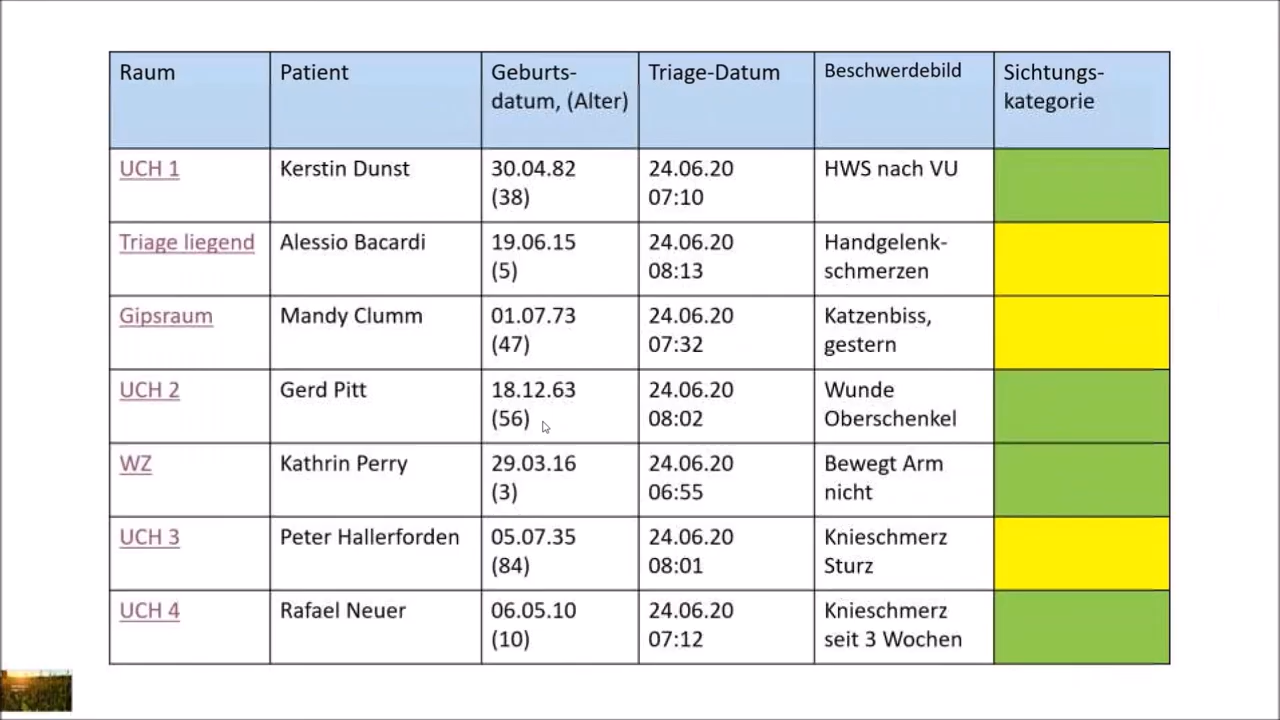 Raum
Patient
Geburts-
datum, (Alter)
Triage-Datum
Beschwerdebild
Sichtungs-
kategorie
UCH 1
Kerstin Dunst
30.04.82
(38)
24.06.20
07:10
HWS nach VU
Triage liegend
Alessio Bacardi
19.06.15
(5)
24.06.20
08:13
Handgelenk-
schmerzen
Gipsraum
Mandy Clumm
01.07.73
(47)
24.06.20
07:32
Katzenbiss,
gestern
UCH 2
Gerd Pitt
18.12.63
(56)
24.06.20
08:02
Wunde
Oberschenkel
WZ
Kathrin Perry
29.03.16
(3)
24.06.20
06:55
Bewegt Arm
nicht
UCH 3
Peter Hallerforden
05.07.35
(84)
24.06.20
08:01
Knieschmerz
Sturz
UCH 4
Rafael Neuer
06.05.10
(10)
24.06.20
07:12
Knieschmerz
seit 3 Wochen